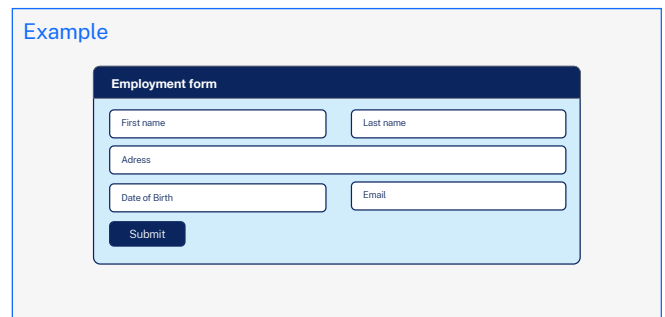 Example
Employment form
First name Last name
Adress
Date of Birth Email
Submit